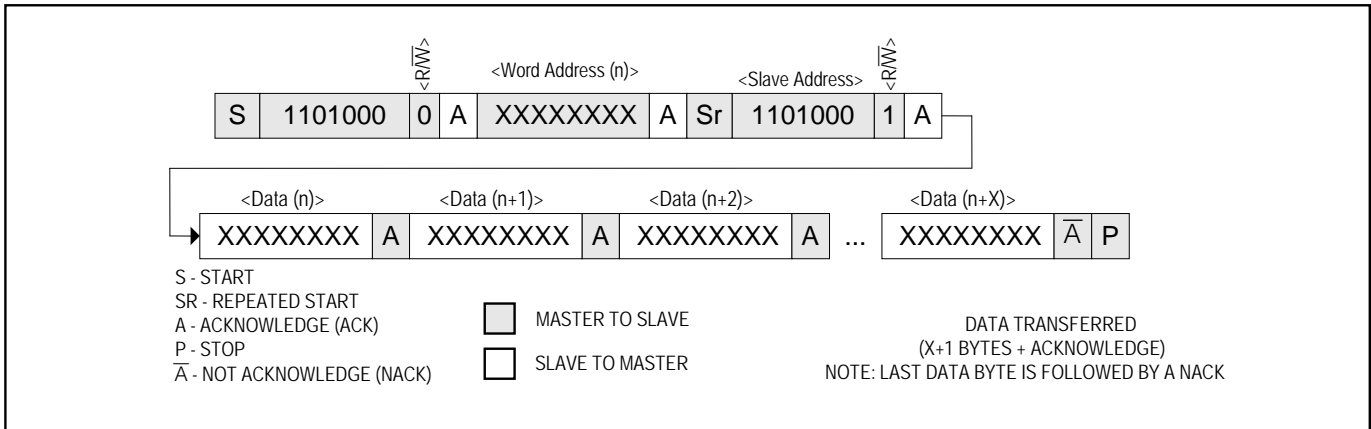 <R/W̅> <Word Address (n)> <Slave Address> <R/W̅>
S 1101000 0 A XXXXXXXX A Sr 1101000 1 A
<Data (n)> <Data (n+1)> <Data (n+2)> <Data (n+X)>
XXXXXXXX A XXXXXXXX A XXXXXXXX A ... XXXXXXXX A̅ P
S - START
SR - REPEATED START
A - ACKNOWLEDGE (ACK)
P - STOP
A̅ - NOT ACKNOWLEDGE (NACK)
MASTER TO SLAVE
SLAVE TO MASTER
DATA TRANSFERRED
(X+1 BYTES + ACKNOWLEDGE)
NOTE: LAST DATA BYTE IS FOLLOWED BY A NACK